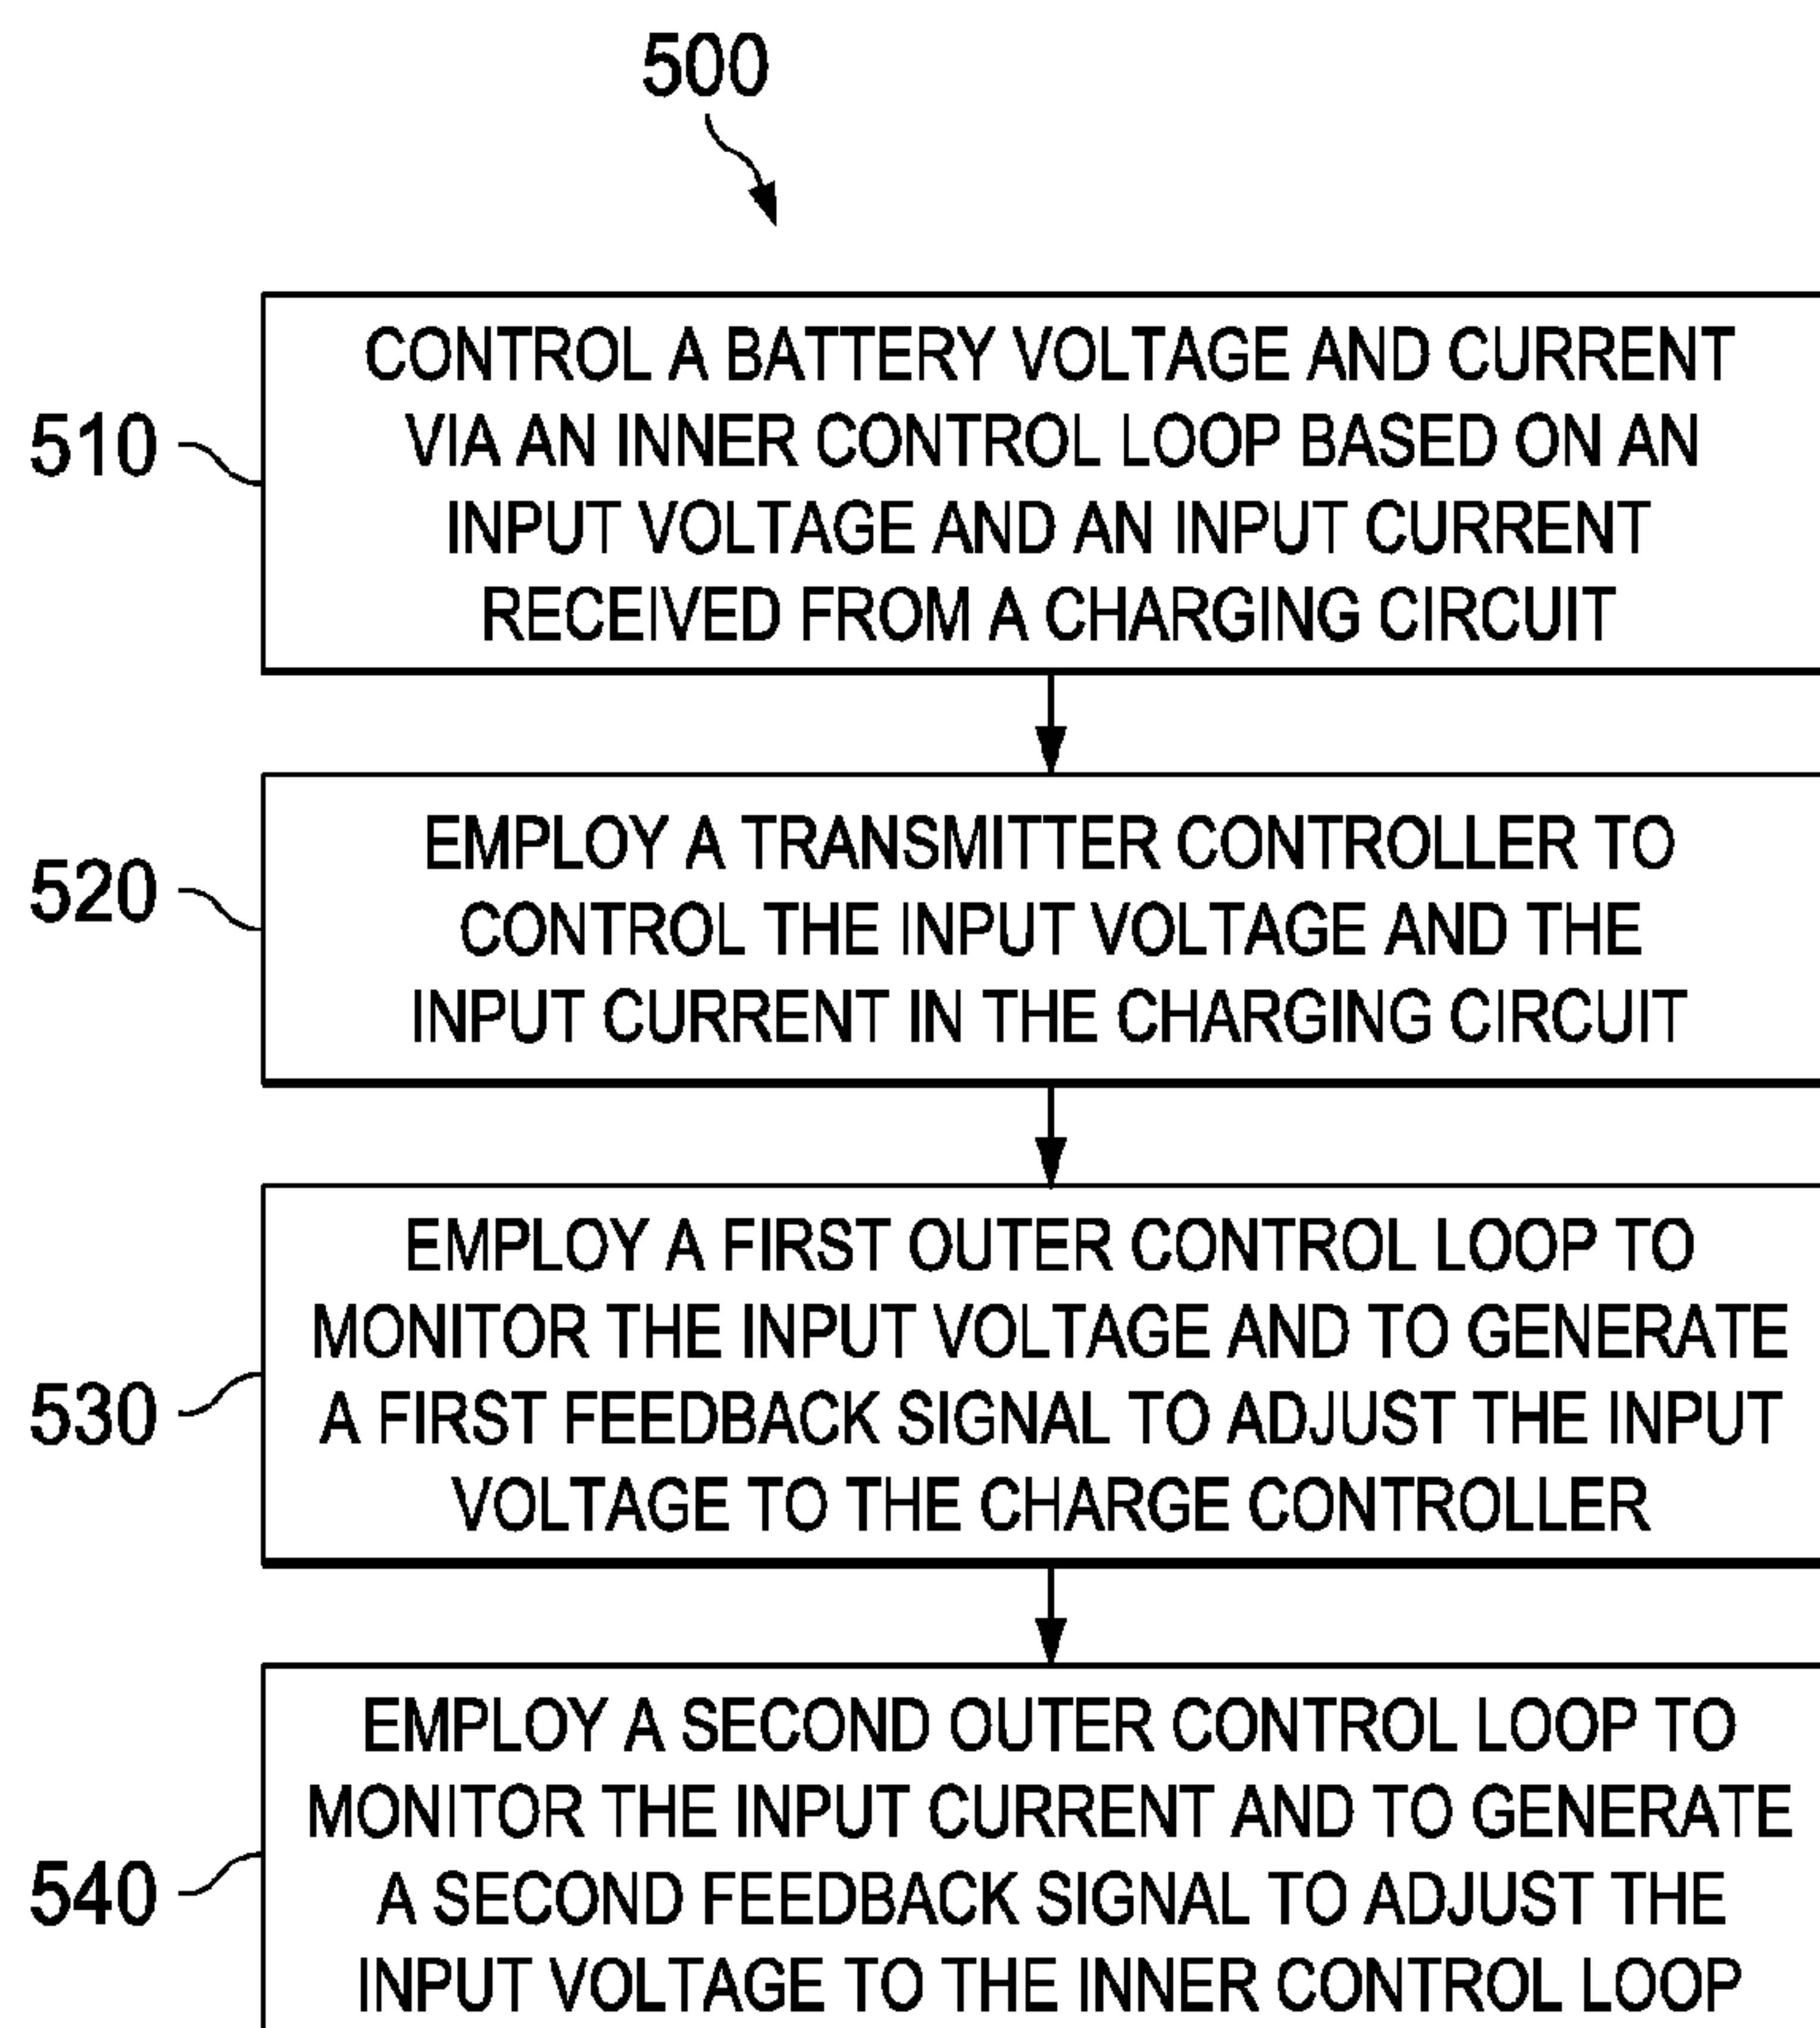 500
510
CONTROL A BATTERY VOLTAGE AND CURRENT
VIA AN INNER CONTROL LOOP BASED ON AN
INPUT VOLTAGE AND AN INPUT CURRENT
RECEIVED FROM A CHARGING CIRCUIT
520
EMPLOY A TRANSMITTER CONTROLLER TO
CONTROL THE INPUT VOLTAGE AND THE
INPUT CURRENT IN THE CHARGING CIRCUIT
530
EMPLOY A FIRST OUTER CONTROL LOOP TO
MONITOR THE INPUT VOLTAGE AND TO GENERATE
A FIRST FEEDBACK SIGNAL TO ADJUST THE INPUT
VOLTAGE TO THE CHARGE CONTROLLER
540
EMPLOY A SECOND OUTER CONTROL LOOP TO
MONITOR THE INPUT CURRENT AND TO GENERATE
A SECOND FEEDBACK SIGNAL TO ADJUST THE
INPUT VOLTAGE TO THE INNER CONTROL LOOP